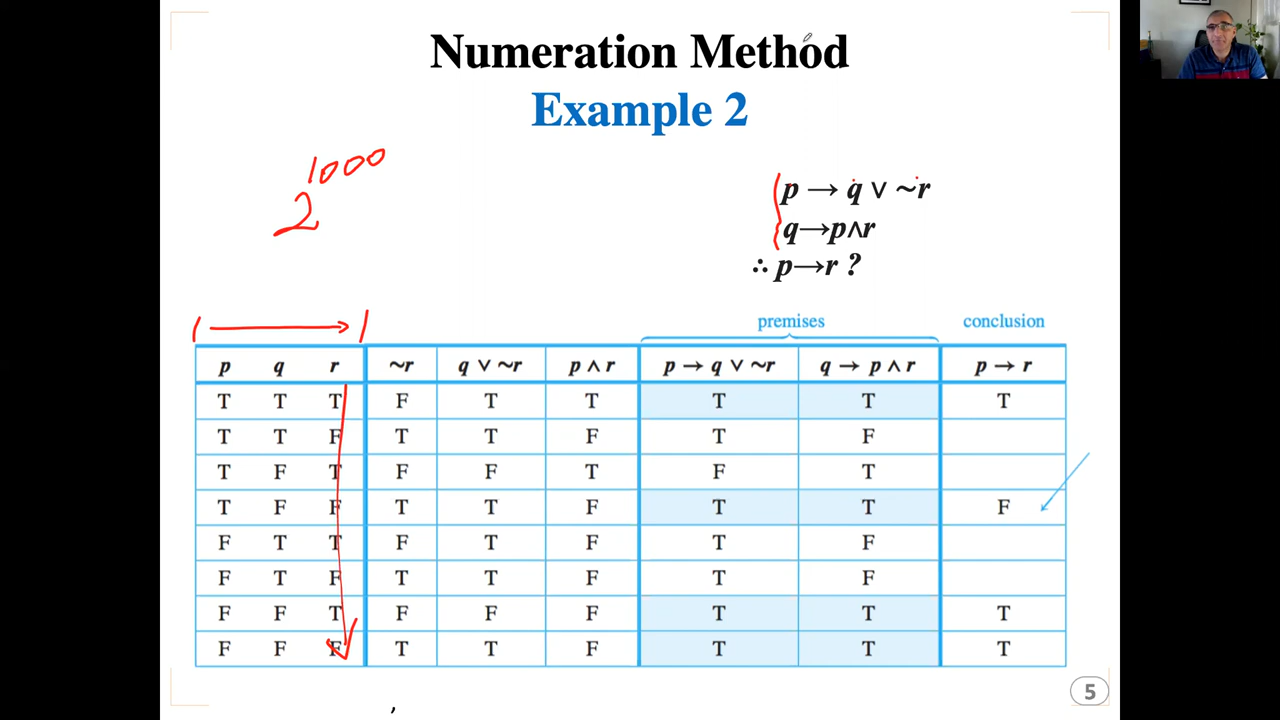 Numeration Method
Example 2
2^1000
p → q ∨ ~r
q→p∧r
∴ p→r ?
premises conclusion
p q r ~r q ∨ ~r p ∧ r p → q ∨ ~r q → p ∧ r p → r
T T T F T T T T T
T T F T T F T F
T F T F F T F T
T F F T T F T T F
F T T F T F T F
F T F T T F T F
F F T F F F T T T
F F F T T F T T T
5